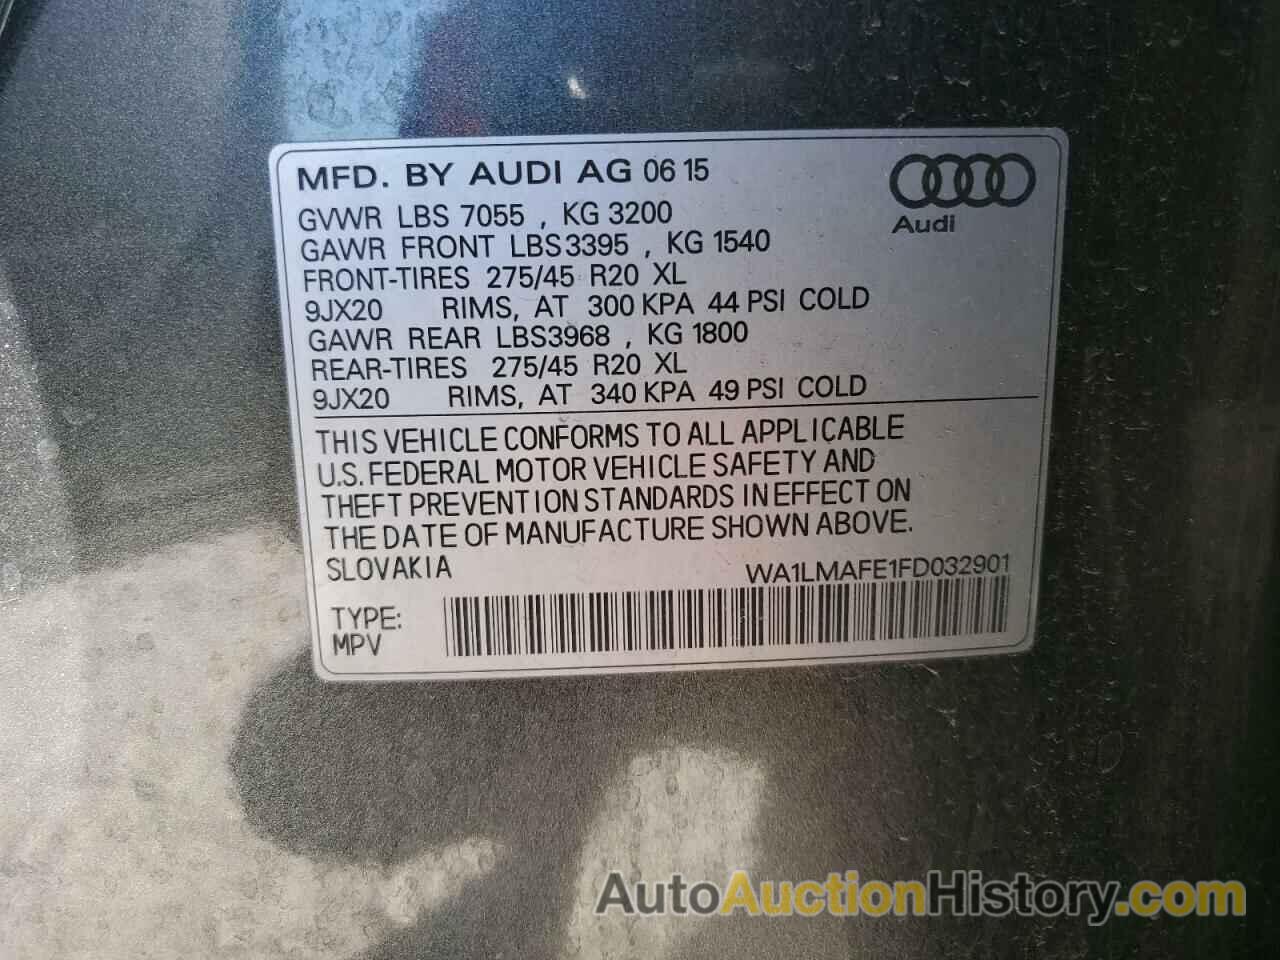 MFD. BY AUDI AG 06 15
GVWR LBS 7055 , KG 3200
GAWR FRONT LBS3395 , KG 1540
FRONT-TIRES 275/45 R20 XL
9JX20 RIMS, AT 300 KPA 44 PSI COLD
GAWR REAR LBS3968 , KG 1800
REAR-TIRES 275/45 R20 XL
9JX20 RIMS, AT 340 KPA 49 PSI COLD
Audi
THIS VEHICLE CONFORMS TO ALL APPLICABLE
U.S. FEDERAL MOTOR VEHICLE SAFETY AND
THEFT PREVENTION STANDARDS IN EFFECT ON
THE DATE OF MANUFACTURE SHOWN ABOVE.
SLOVAKIA
WA1LMAFE1FD032901
TYPE:
MPV
AutoAuctionHistory.com